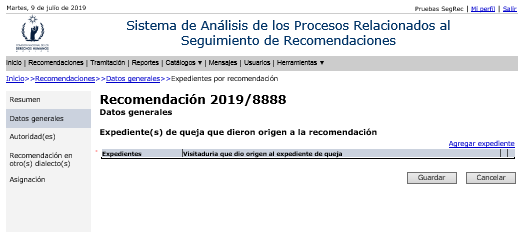 Martes, 9 de julio de 2019
Pruebas SegRec | Mi perfil | Salir
Sistema de Análisis de los Procesos Relacionados al
Seguimiento de Recomendaciones
DERECHOS HUMANOS
Inicio | Recomendaciones | Tramitación | Reportes | Catálogos ▼ | Mensajes | Usuarios | Herramientas ▼
Inicio>>Recomendaciones>>Datos generales>>Expedientes por recomendación
Resumen
Datos generales
Autoridad(es)
Recomendación en
otro(s) dialecto(s)
Asignación
Recomendación 2019/8888
Datos generales
Expediente(s) de queja que dieron origen a la recomendación
Agregar expediente
* Expedientes Visitaduria que dio origen al expediente de queja
Guardar Cancelar